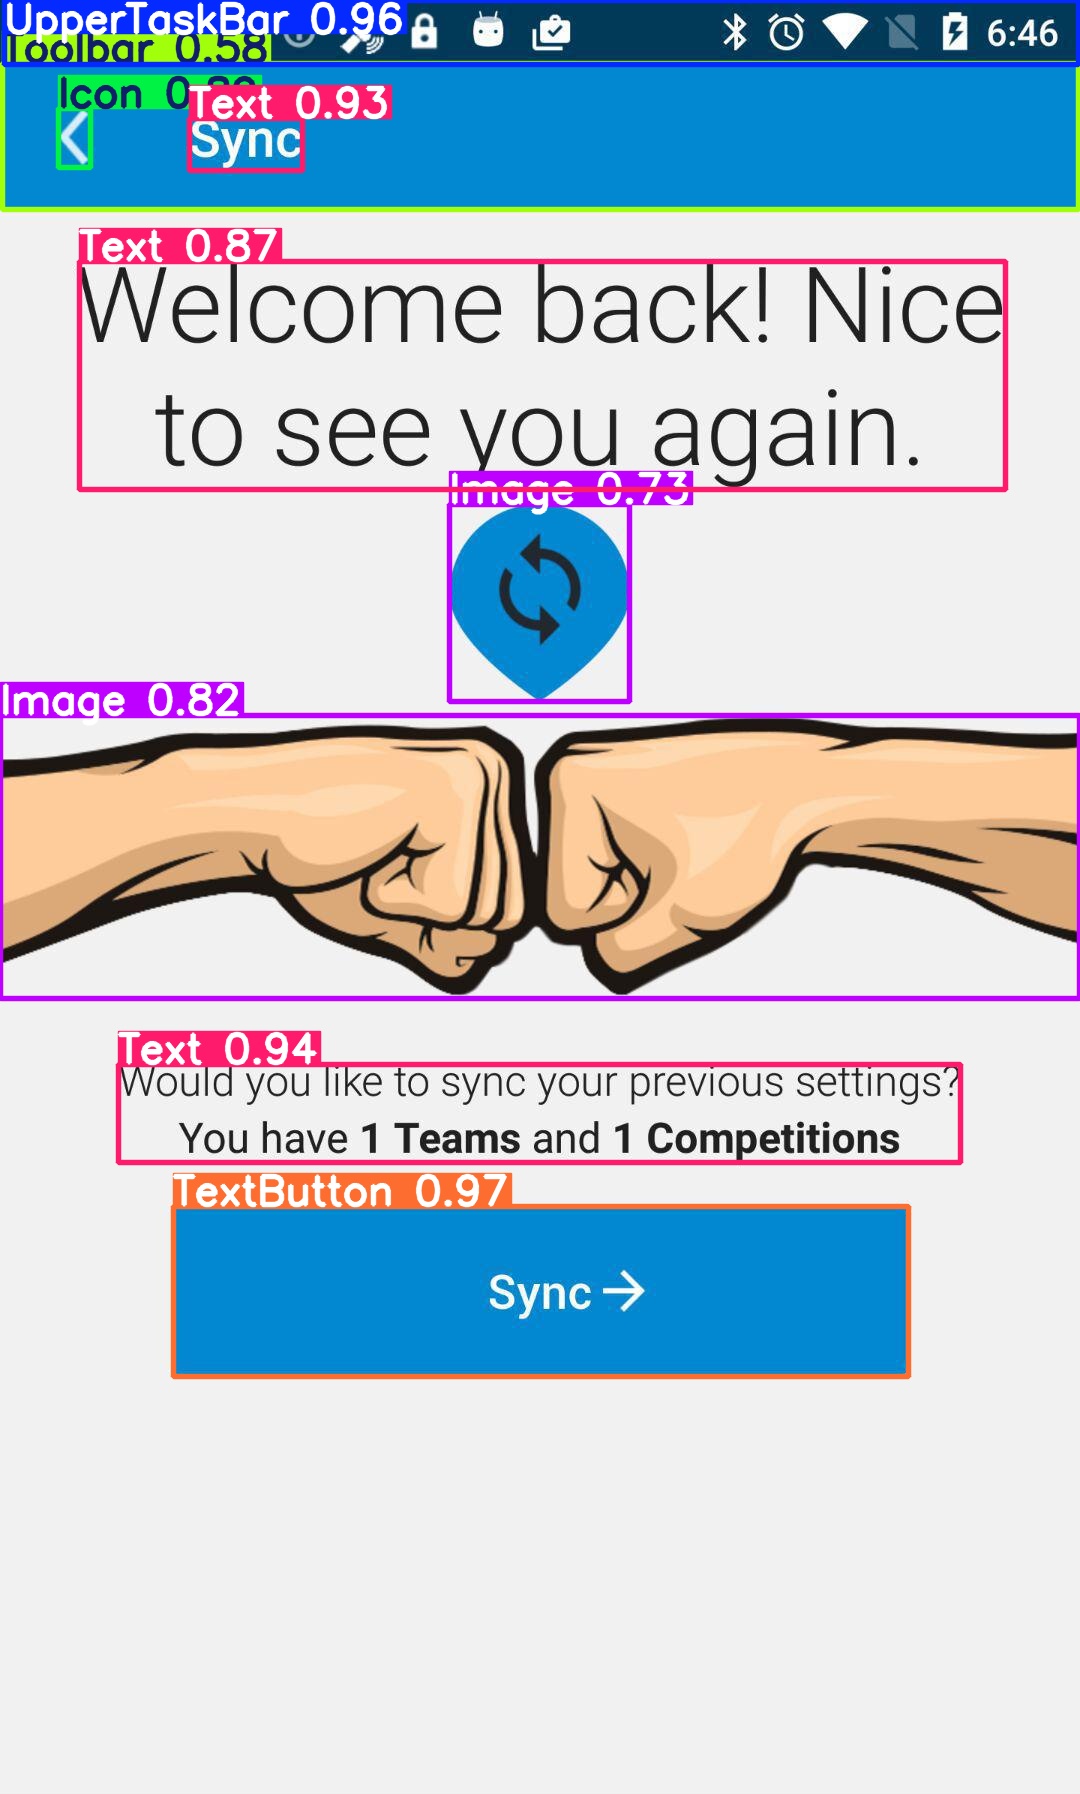 UpperTaskBar 0.96
6:46
Toolbar 0.58
Icon
Text 0.93
Sync
Text 0.87
Welcome back! Nice
to see you again.
Image 0.73
Image 0.82
Text 0.94
Would you like to sync your previous settings?
You have 1 Teams and 1 Competitions
TextButton 0.97
Sync